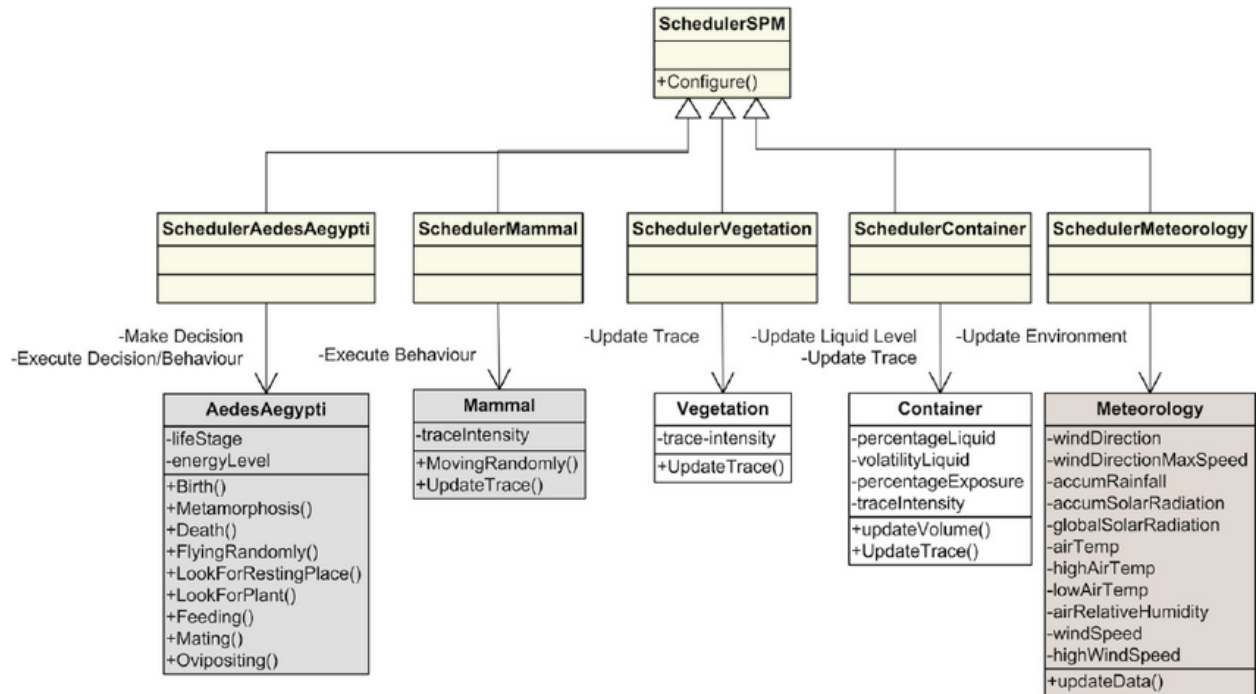 SchedulerSPM
+Configure()
SchedulerAedesAegypti
SchedulerMammal
SchedulerVegetation
SchedulerContainer
SchedulerMeteorology
-Make Decision
-Execute Decision/Behaviour
-Execute Behaviour
-Update Trace
-Update Liquid Level
-Update Trace
-Update Environment
AedesAegypti
-lifeStage
-energyLevel
+Birth()
+Metamorphosis()
+Death()
+FlyingRandomly()
+LookForRestingPlace()
+LookForPlant()
+Feeding()
+Mating()
+Ovipositing()
Mammal
-traceIntensity
+MovingRandomly()
+UpdateTrace()
Vegetation
-trace-intensity
+UpdateTrace()
Container
-percentageLiquid
-volatilityLiquid
-percentageExposure
-traceIntensity
+updateVolume()
+UpdateTrace()
Meteorology
-windDirection
-windDirectionMaxSpeed
-accumRainfall
-accumSolarRadiation
-globalSolarRadiation
-airTemp
-highAirTemp
-lowAirTemp
-airRelativeHumidity
-windSpeed
-highWindSpeed
+updateData()